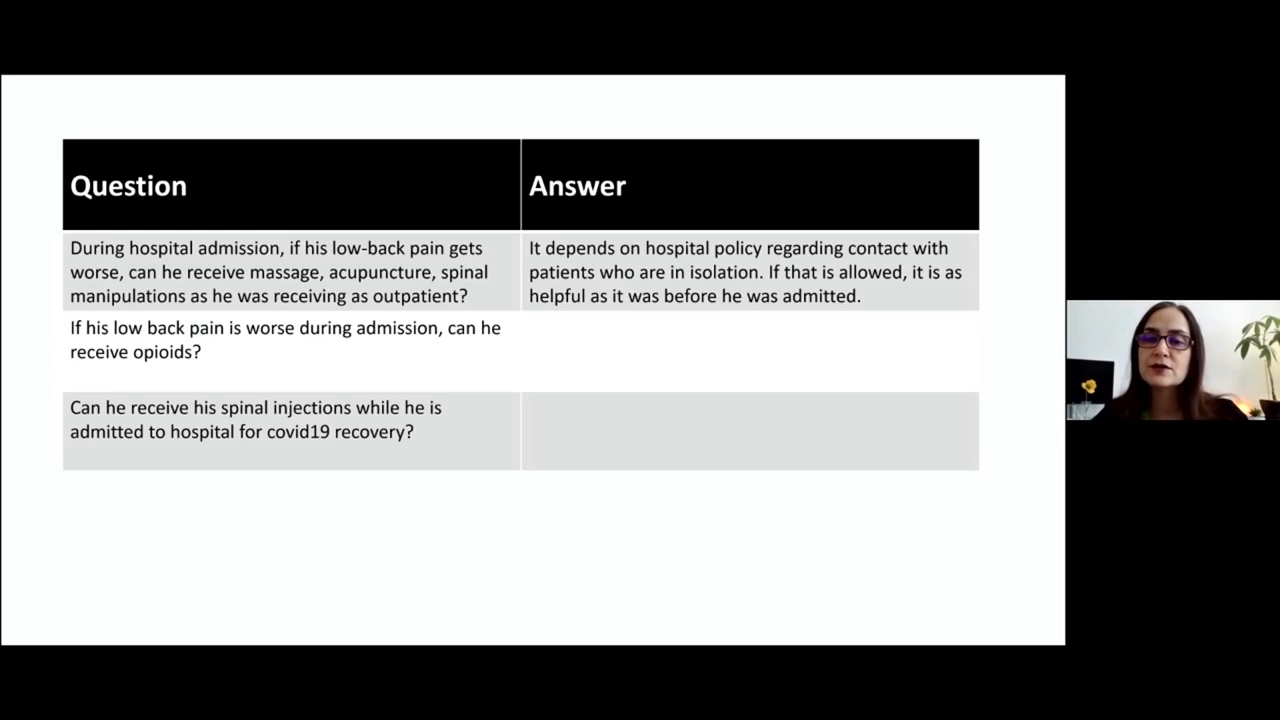 Question
Answer
During hospital admission, if his low-back pain gets
worse, can he receive massage, acupuncture, spinal
manipulations as he was receiving as outpatient?
It depends on hospital policy regarding contact with
patients who are in isolation. If that is allowed, it is as
helpful as it was before he was admitted.
If his low back pain is worse during admission, can he
receive opioids?
Can he receive his spinal injections while he is
admitted to hospital for covid19 recovery?